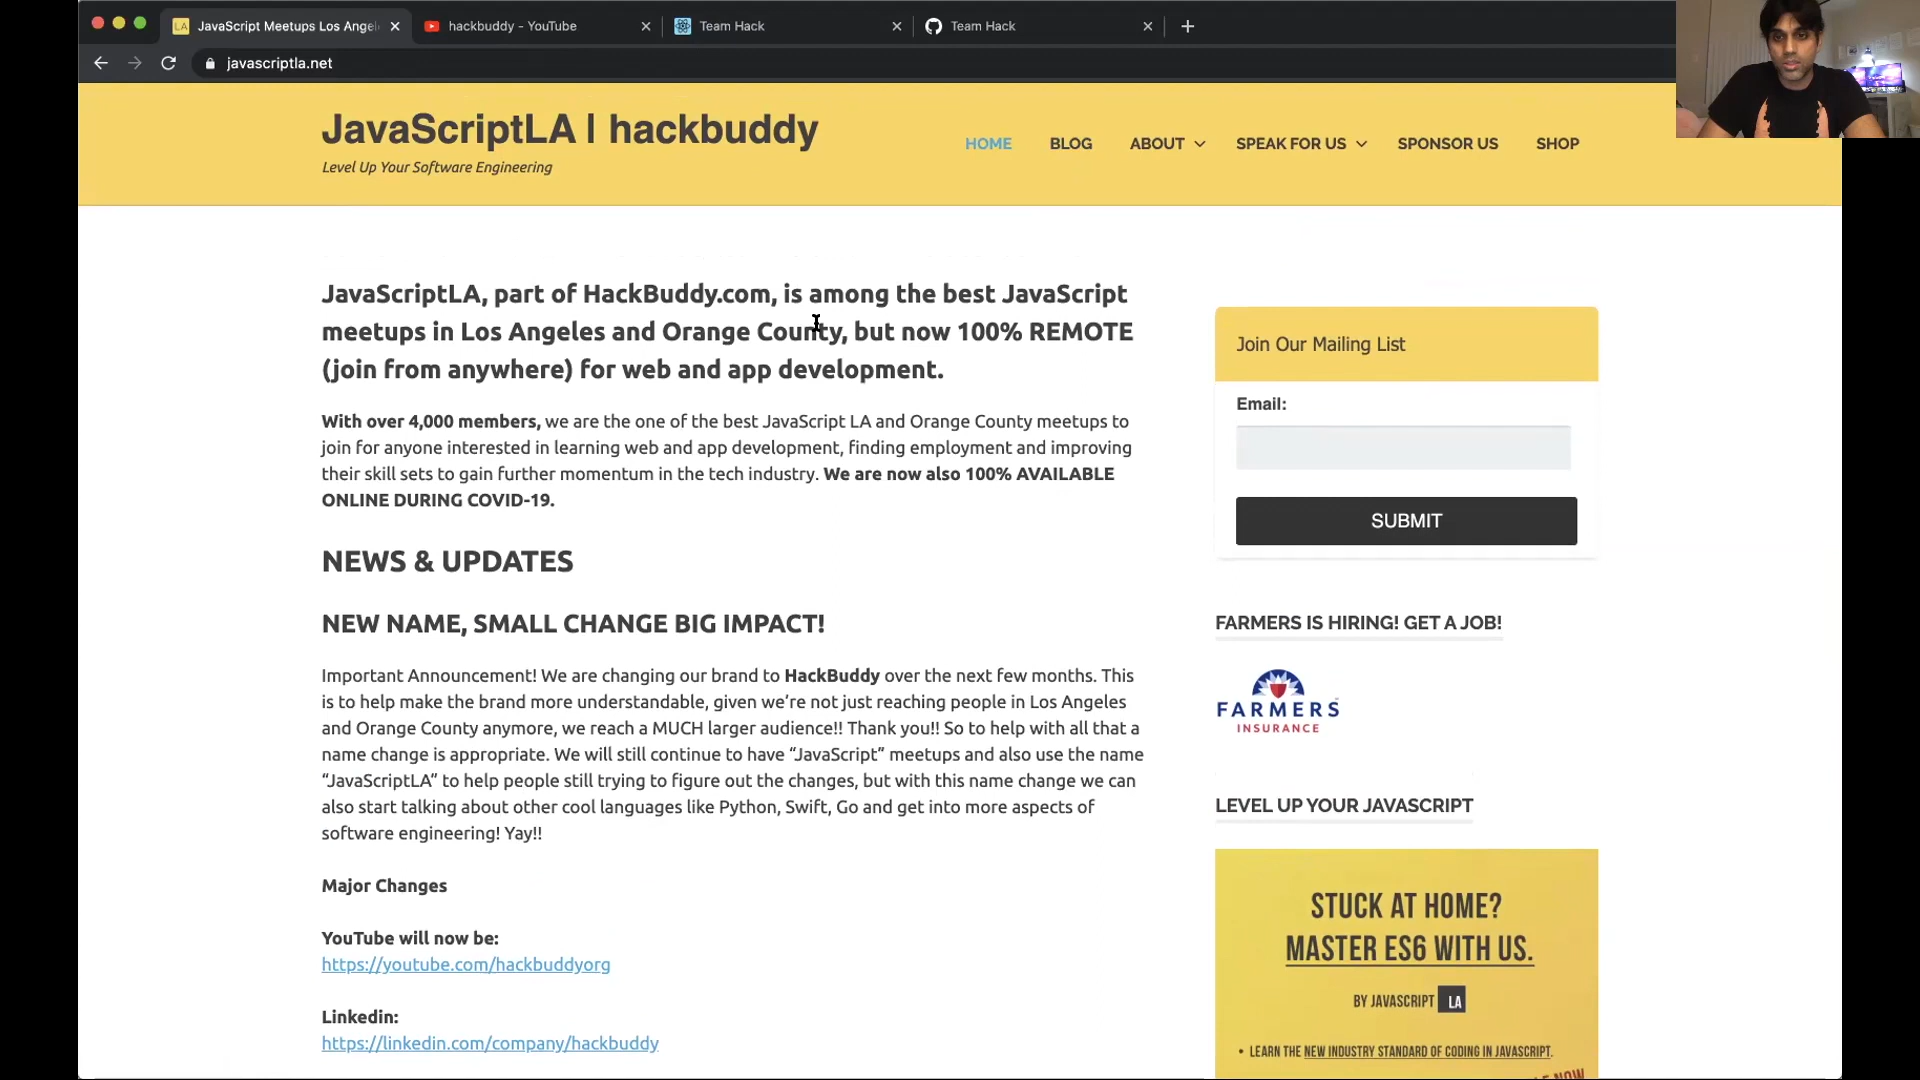 JavaScript Meetups Los Angel
hackbuddy - YouTube
Team Hack
Team Hack
javascriptla.net
JavaScriptLA | hackbuddy
Level Up Your Software Engineering
HOME
BLOG
ABOUT
SPEAK FOR US
SPONSOR US
SHOP
JavaScriptLA, part of HackBuddy.com, is among the best JavaScript
meetups in Los Angeles and Orange County, but now 100% REMOTE
(join from anywhere) for web and app development.
With over 4,000 members, we are the one of the best JavaScript LA and Orange County meetups to
join for anyone interested in learning web and app development, finding employment and improving
their skill sets to gain further momentum in the tech industry. We are now also 100% AVAILABLE
ONLINE DURING COVID-19.
NEWS & UPDATES
NEW NAME, SMALL CHANGE BIG IMPACT!
Important Announcement! We are changing our brand to HackBuddy over the next few months. This
is to help make the brand more understandable, given we’re not just reaching people in Los Angeles
and Orange County anymore, we reach a MUCH larger audience!! Thank you!! So to help with all that a
name change is appropriate. We will still continue to have “JavaScript” meetups and also use the name
“JavaScriptLA” to help people still trying to figure out the changes, but with this name change we can
also start talking about other cool languages like Python, Swift, Go and get into more aspects of
software engineering! Yay!!
Major Changes
YouTube will now be:
https://youtube.com/hackbuddyorg
Linkedin:
https://linkedin.com/company/hackbuddy
Join Our Mailing List
Email:
SUBMIT
FARMERS IS HIRING! GET A JOB!
FARMERS
INSURANCE
LEVEL UP YOUR JAVASCRIPT
STUCK AT HOME?
MASTER ES6 WITH US.
BY JAVASCRIPT LA
• LEARN THE NEW INDUSTRY STANDARD OF CODING IN JAVASCRIPT.